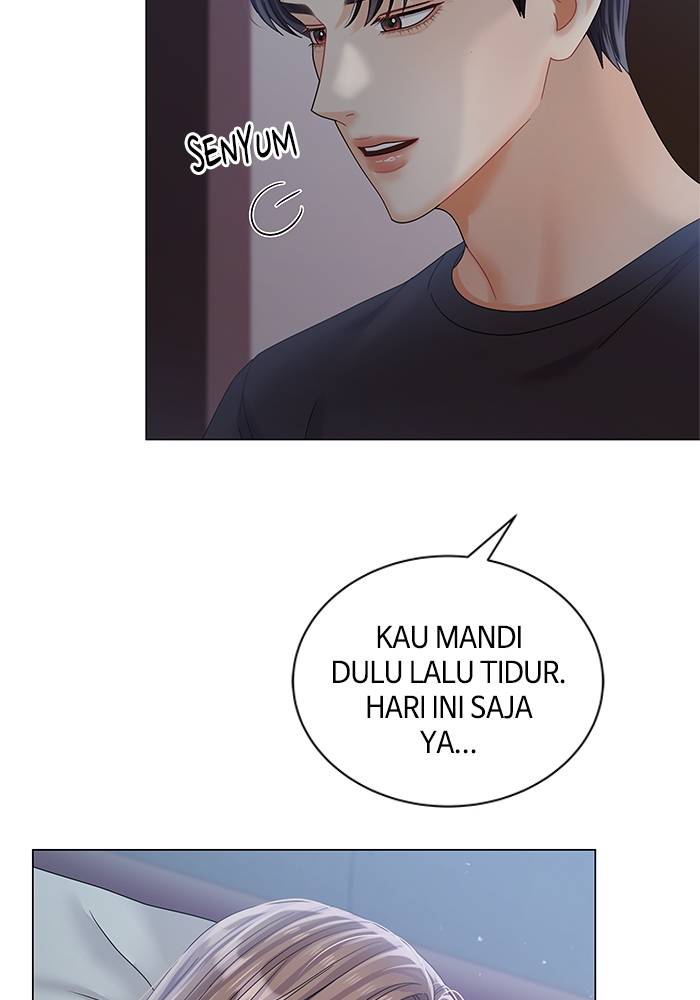 SENYUM
KAU MANDI
DULU LALU TIDUR.
HARI INI SAJA
YA...